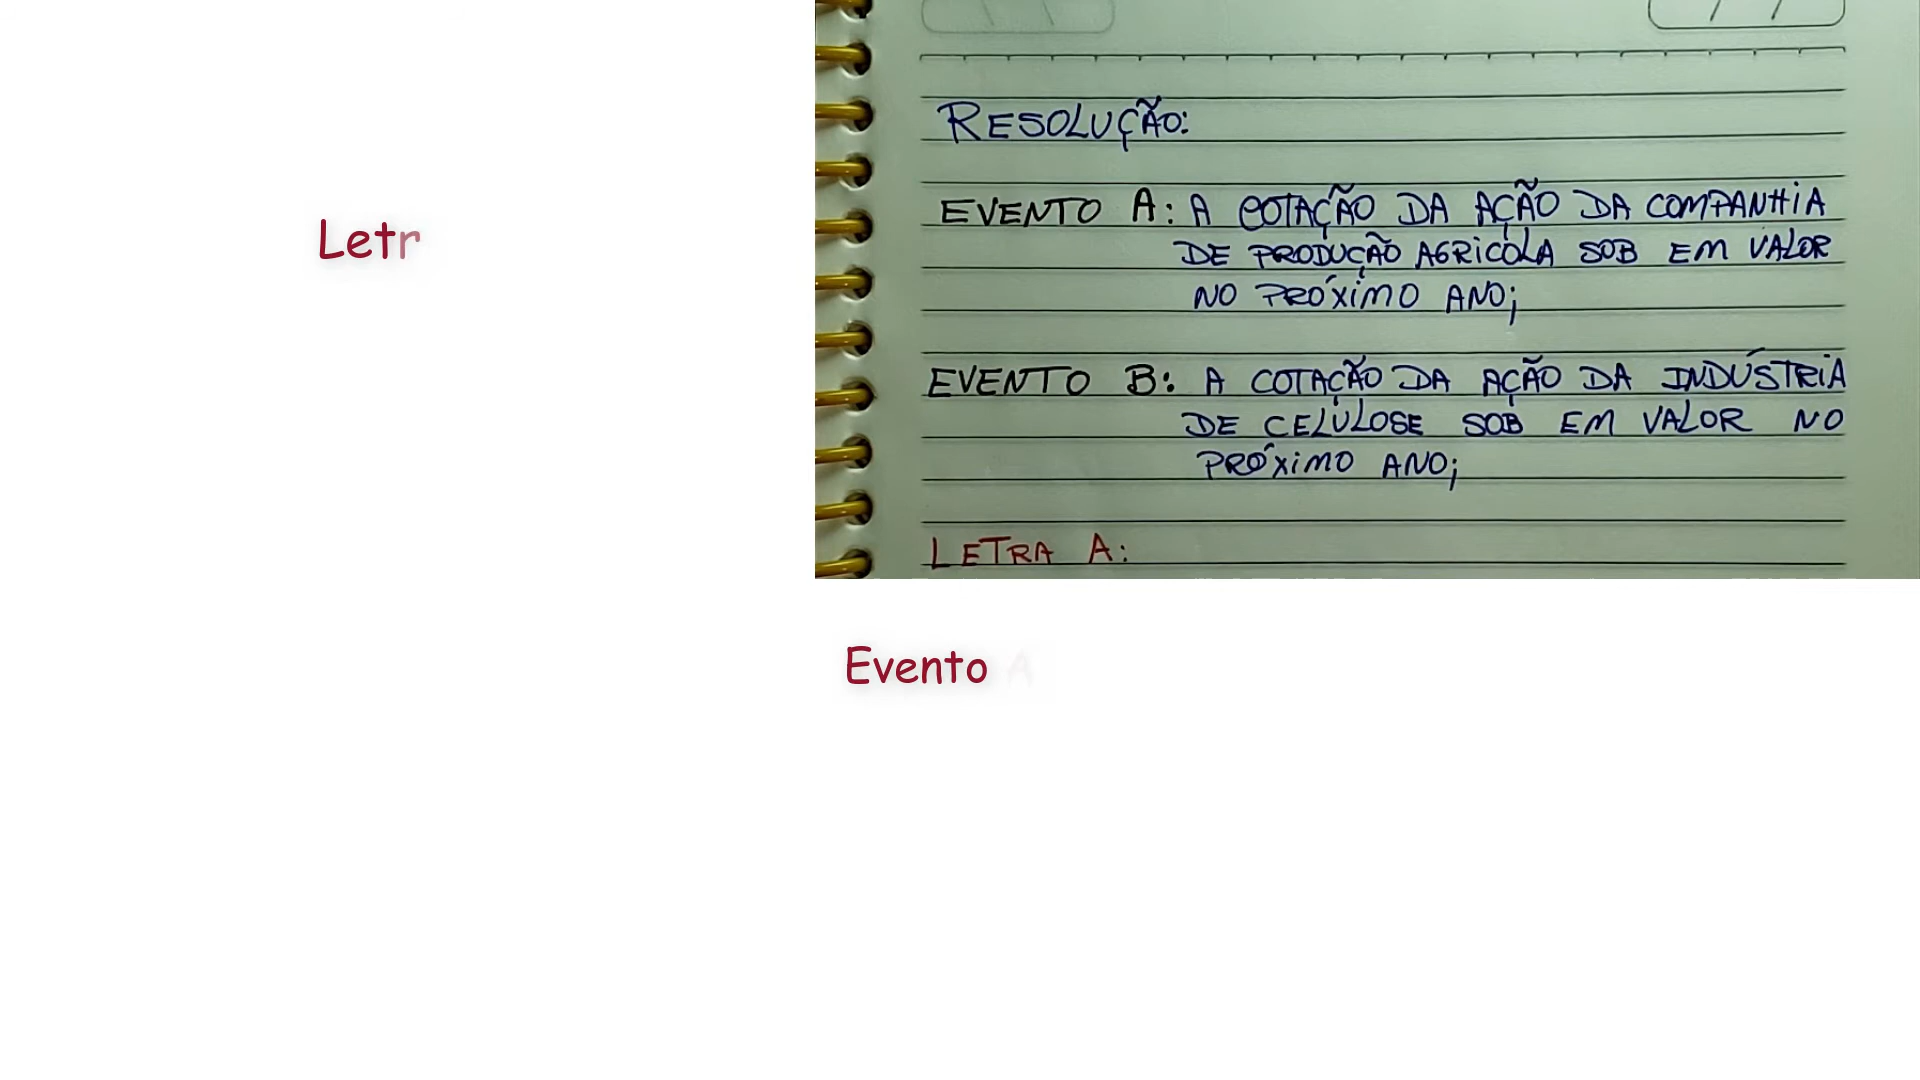 Letr
RESOLUÇÃO:
EVENTO A: A COTAÇÃO DA AÇÃO DA COMPANHIA
DE PRODUÇÃO AGRICOLA SOB EM VALOR
NO PRÓXIMO ANO;
EVENTO B: A COTAÇÃO DA AÇÃO DA INDÚSTRIA
DE CELULOSE SOB EM VALOR NO
PRÓXIMO ANO;
LETRA A:
Evento A